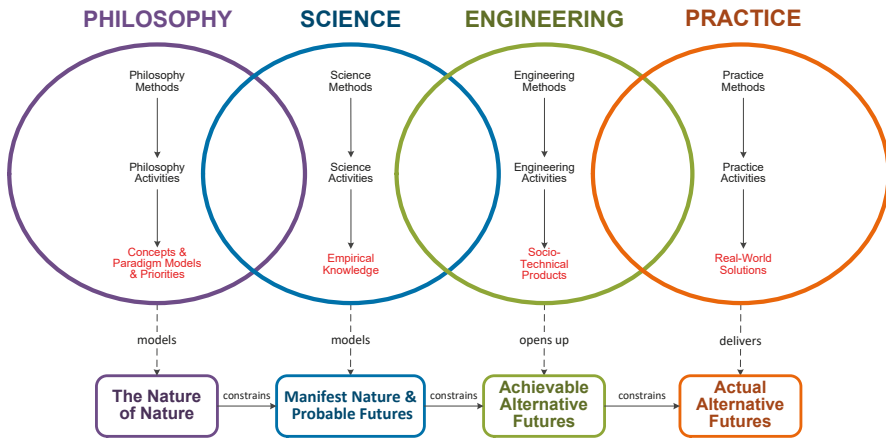 PHILOSOPHY
SCIENCE
ENGINEERING
PRACTICE
Philosophy
Methods
Science
Methods
Engineering
Methods
Practice
Methods
Philosophy
Activities
Science
Activities
Engineering
Activities
Practice
Activities
Concepts &
Paradigm Models
& Priorities
Empirical
Knowledge
Socio-
Technical
Products
Real-World
Solutions
models
models
opens up
delivers
The Nature
of Nature
constrains
Manifest Nature &
Probable Futures
constrains
Achievable
Alternative
Futures
constrains
Actual
Alternative
Futures